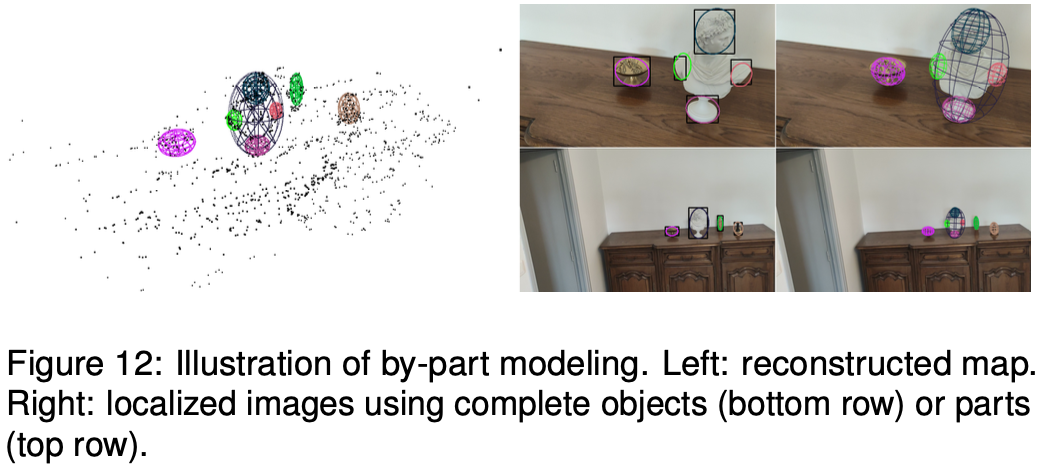 Figure 12: Illustration of by-part modeling. Left: reconstructed map.
Right: localized images using complete objects (bottom row) or parts
(top row).